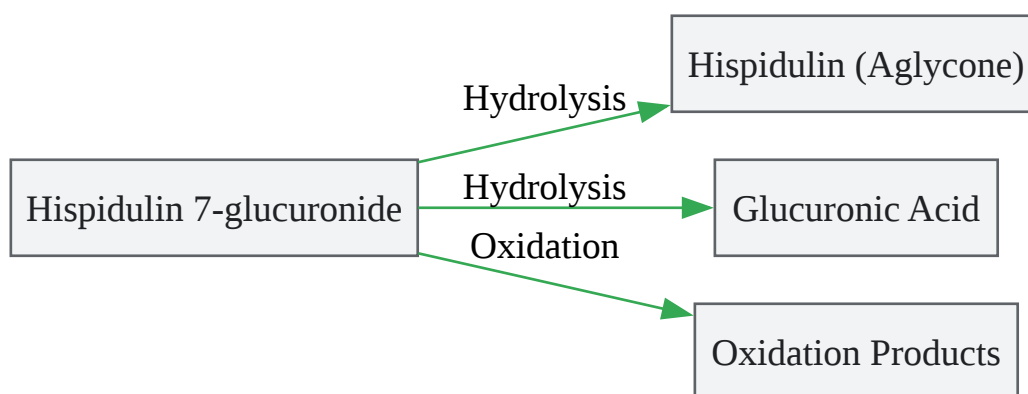 Hispidulin (Aglycone)
Hydrolysis
Hispidulin 7-glucuronide
Hydrolysis
Glucuronic Acid
Oxidation
Oxidation Products